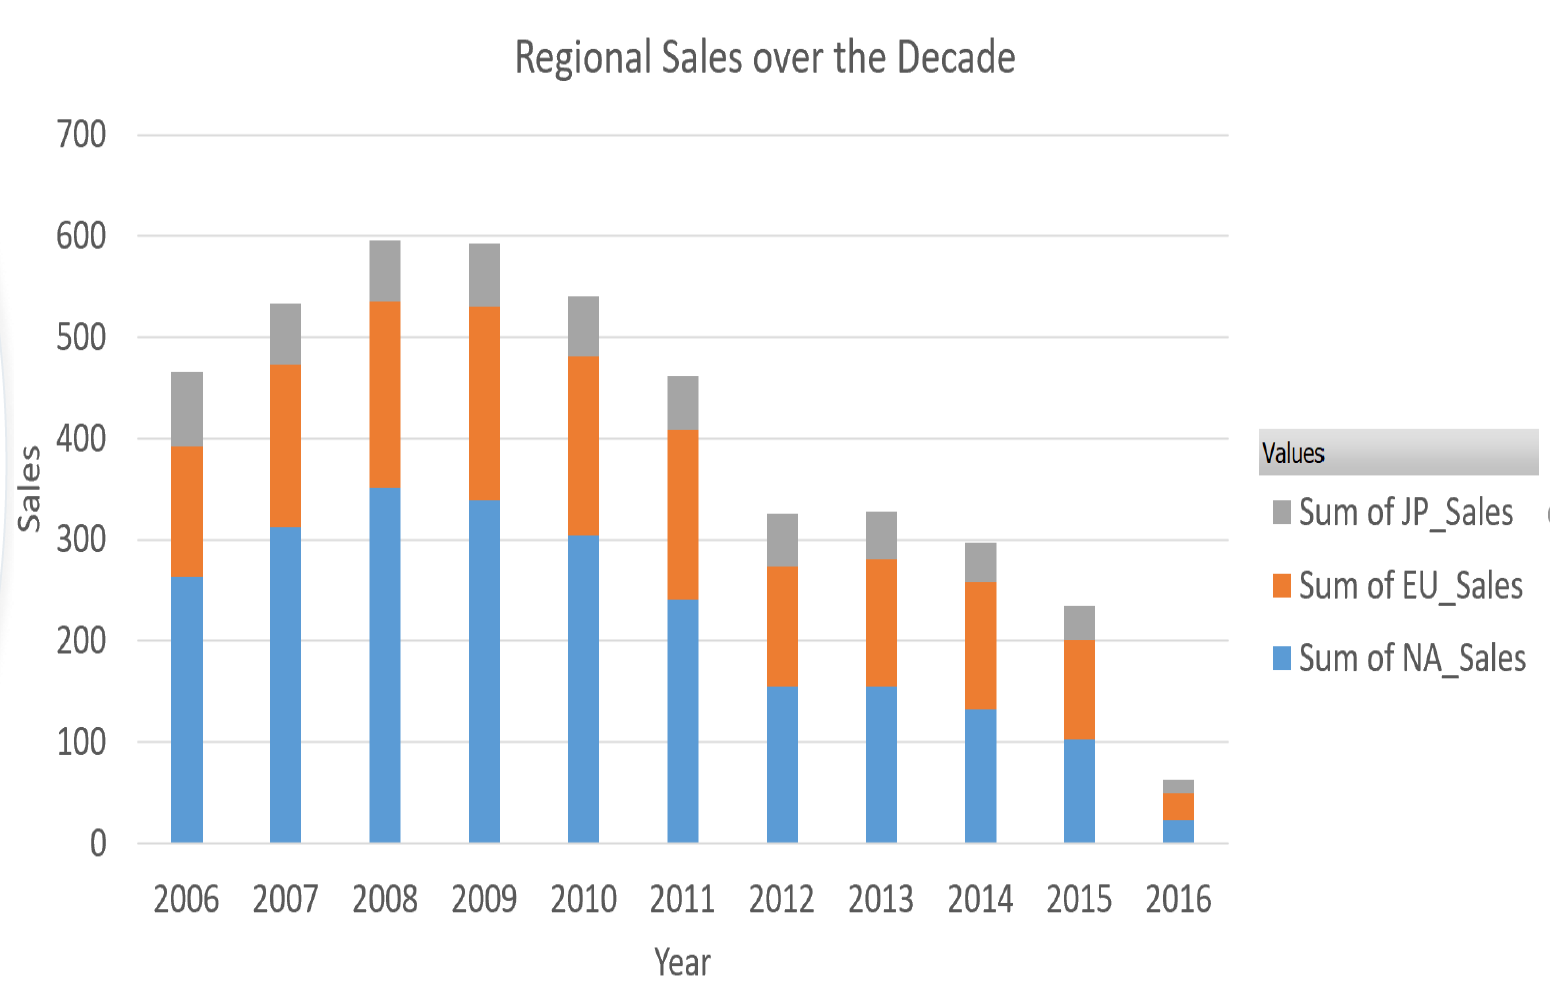 Regional Sales over the Decade
700
600
500
400
300
200
100
0
Sales
2006 2007 2008 2009 2010 2011 2012 2013 2014 2015 2016
Year
Values
Sum of JP_Sales
Sum of EU_Sales
Sum of NA_Sales